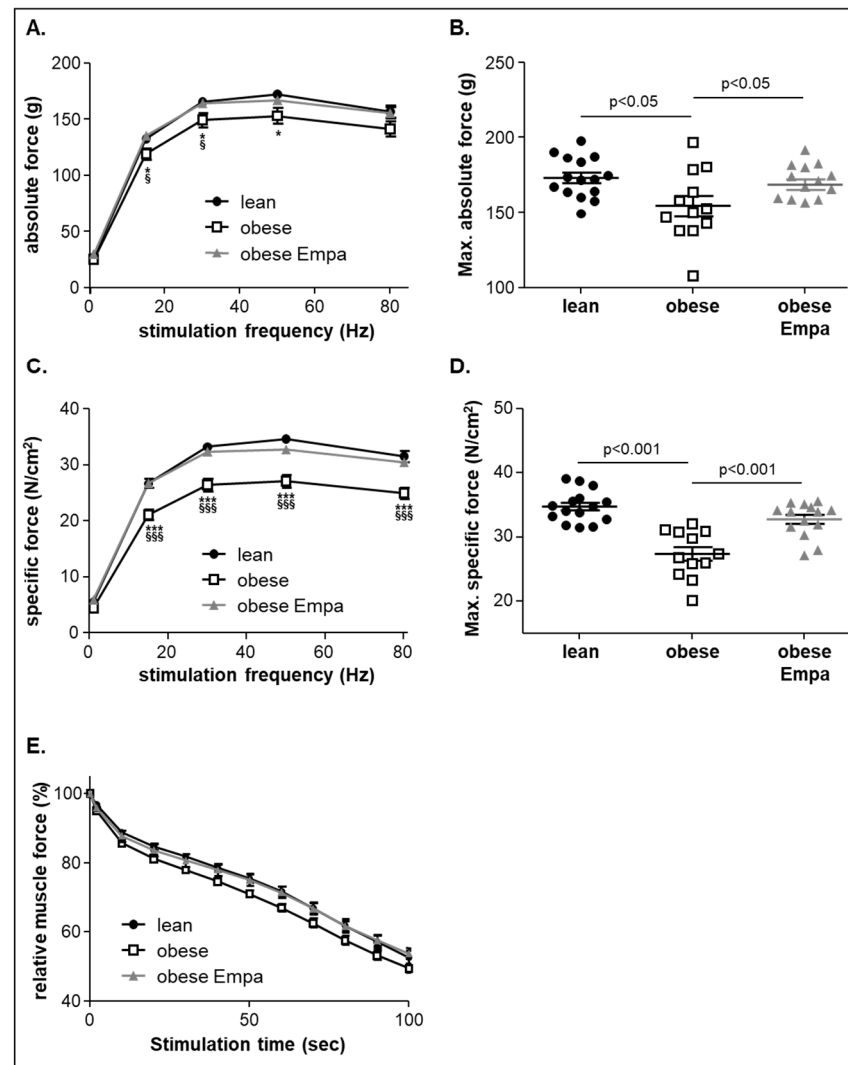 A.
absolute force (g)
200
150
100
50
0
0
20
40
60
80
stimulation frequency (Hz)
lean
obese
obese Empa
*
§
*
§
*
B.
Max. absolute force (g)
250
200
150
100
p<0.05
p<0.05
lean
obese
obese
Empa
C.
specific force (N/cm²)
40
30
20
10
0
0
20
40
60
80
stimulation frequency (Hz)
lean
obese
obese Empa
***
§§§
***
§§§
***
§§§
***
§§§
D.
Max. specific force (N/cm²)
50
40
30
20
p<0.001
p<0.001
lean
obese
obese
Empa
E.
relative muscle force (%)
100
80
60
40
0
50
100
Stimulation time (sec)
lean
obese
obese Empa